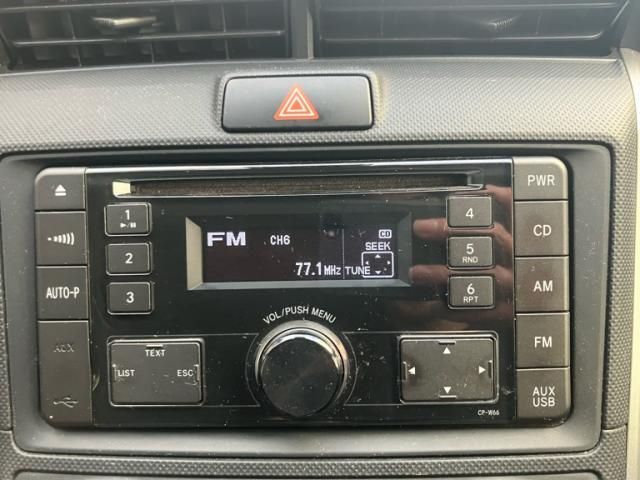 PWR
1
4
FM CH6 CD
SEEK
CD
2
5
RND
77.1MHz TUNE
AUTO-P
3
6
RPT
AM
VOL/PUSH MENU
AUX
TEXT
LIST ESC
FM
AUX
USB
CP-W66